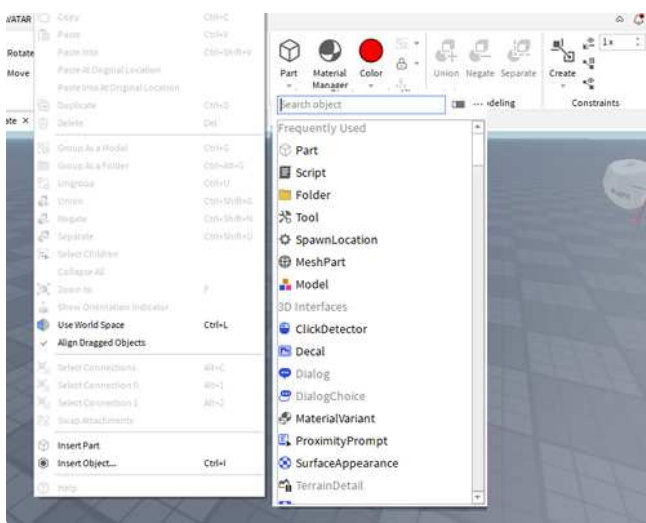 AVATAR
Copy Ctrl+C
Paste Ctrl+V
Paste Into Ctrl+Shift+V
Paste At Original Location
Paste Into At Original Location
Duplicate Ctrl+D
Delete Del
Group As a Model Ctrl+G
Group As a Folder Ctrl+Alt+G
Ungroup Ctrl+U
Union Ctrl+Shift+G
Negate Ctrl+Shift+N
Separate Ctrl+Shift+U
Select Children
Collapse All
Zoom to F
Show Orientation Indicator
Use World Space Ctrl+L
Align Dragged Objects
Select Connections Alt+C
Select Connection 0 Alt+1
Select Connection 1 Alt+2
Swap Attachments
Insert Part
Insert Object... Ctrl+I
Help
Rotate
Move
ate ×
Part
Material Manager
Color
Union Negate Separate
Create
1x
Constraints
Search object
... deling
Frequently Used
Part
Script
Folder
Tool
SpawnLocation
MeshPart
Model
3D Interfaces
ClickDetector
Decal
Dialog
DialogChoice
MaterialVariant
ProximityPrompt
SurfaceAppearance
TerrainDetail
Right